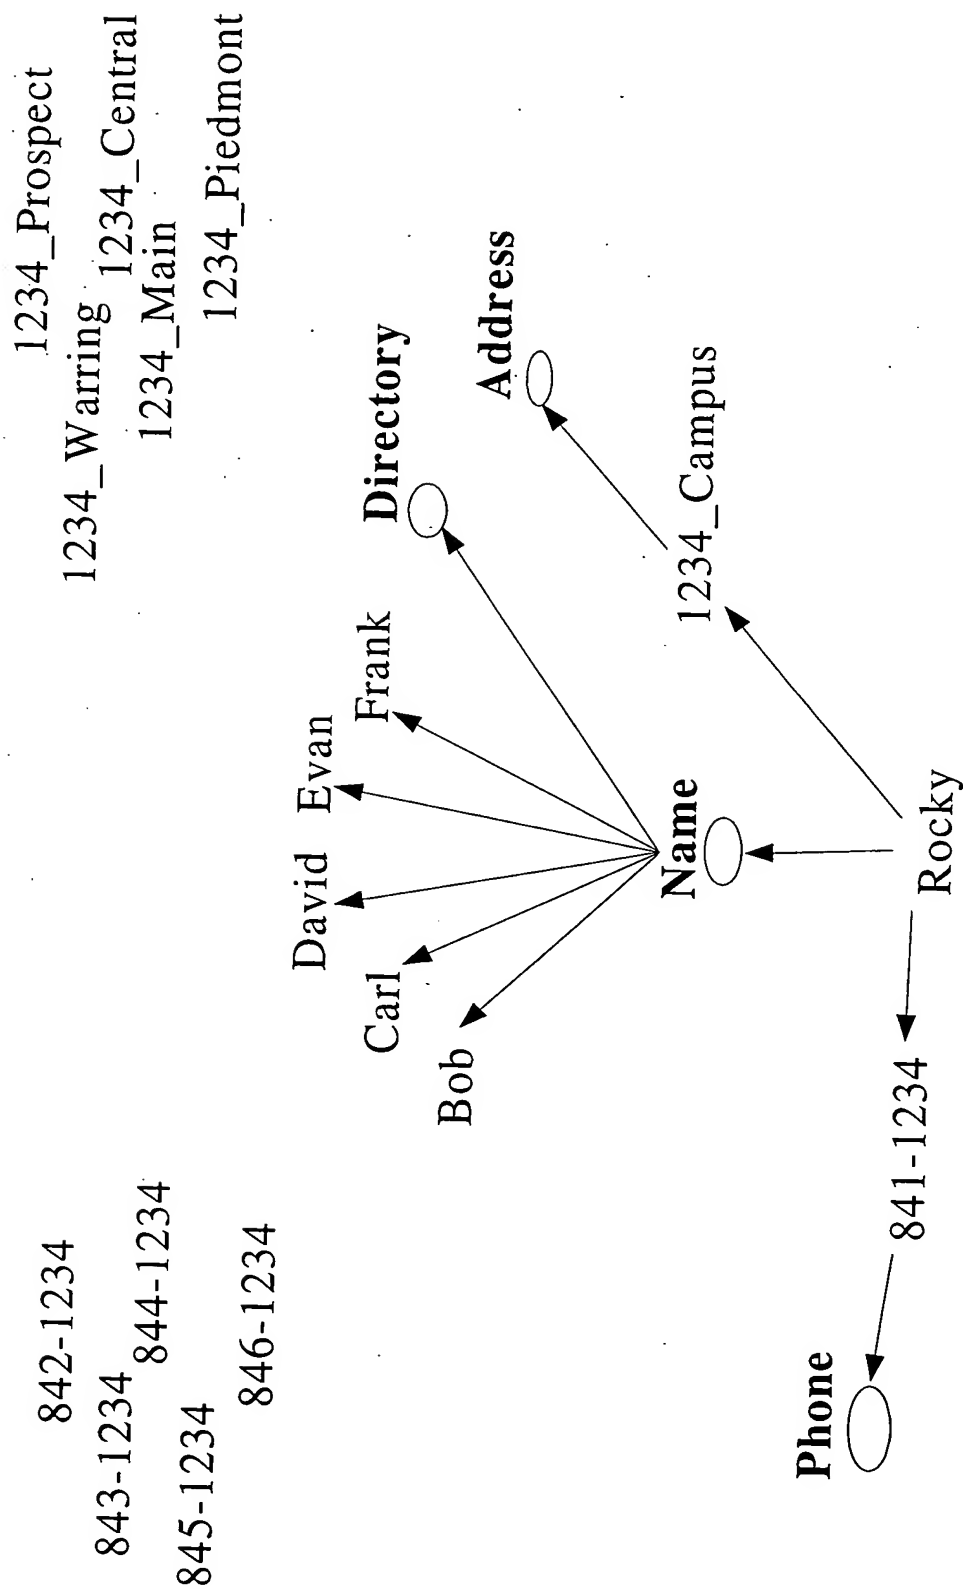 842-1234
843-1234
844-1234
845-1234
846-1234
1234_Prospect
1234_Warring
1234_Central
1234_Main
1234_Piedmont
David
Evan
Carl
Frank
Bob
Directory
Address
Name
1234_Campus
Phone
841-1234
Rocky